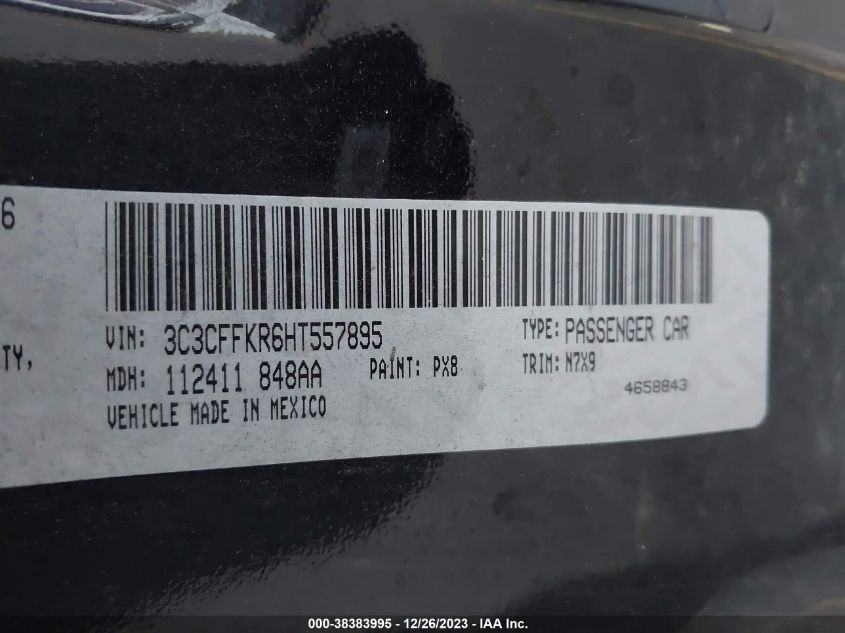 6
VIN: 3C3CFFKR6HT557895 TYPE: PASSENGER CAR
TY, MDH: 112411 848AA PAINT: PX8 TRIM: N7X9
4658843
VEHICLE MADE IN MEXICO
000-38383995 - 12/26/2023 - IAA Inc.